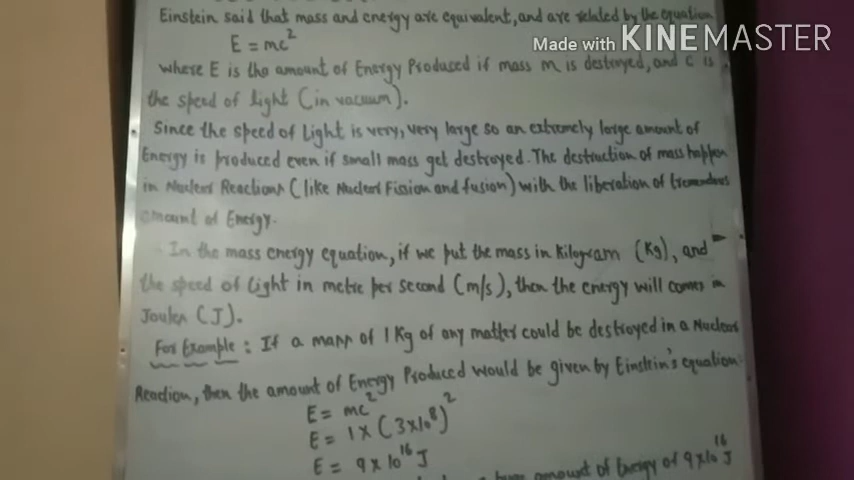 Einstein said that mass and energy are equivalent, and are related by the equation
Made with KINEMASTER
E = mc²
where E is the amount of Energy Produced if mass m is destroyed, and c is
the speed of light (in vacuum).
Since the speed of Light is very, very large so an extremely large amount of
Energy is produced even if small mass get destroyed. The destruction of mass happen
in Nuclear Reactions (like Nuclear Fission and fusion) with the liberation of tremendous
amount of Energy.
In the mass energy equation, if we put the mass in Kilogram (Kg), and
the speed of light in metre per second (m/s), then the energy will comes in
Joules (J).
For Example : If a mass of 1 Kg of any matter could be destroyed in a Nuclear
Reaction, then the amount of Energy Produced would be given by Einstein's equation:
E = mc²
E = 1 × (3×10⁸)²
E = 9 × 10¹⁶ J
amount of Energy of 9×10¹⁶ J